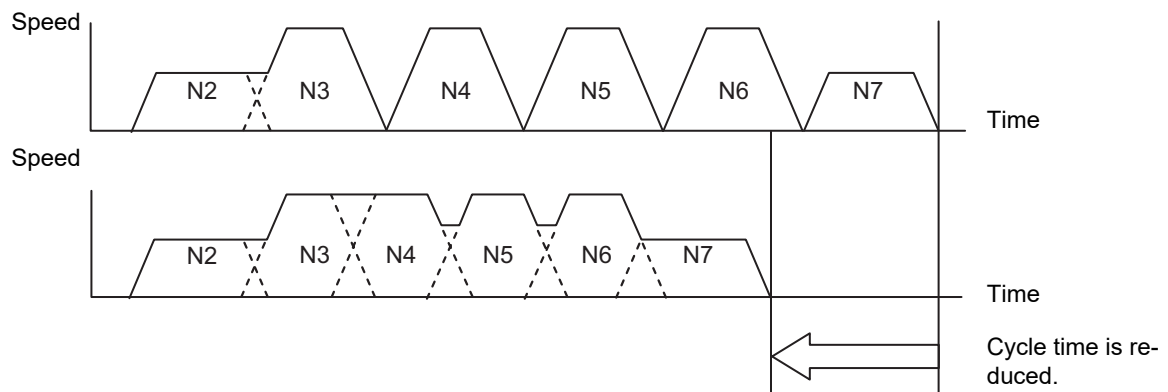 Speed
N2 N3 N4 N5 N6 N7
Time
Speed
N2 N3 N4 N5 N6 N7
Time
Cycle time is re-
duced.